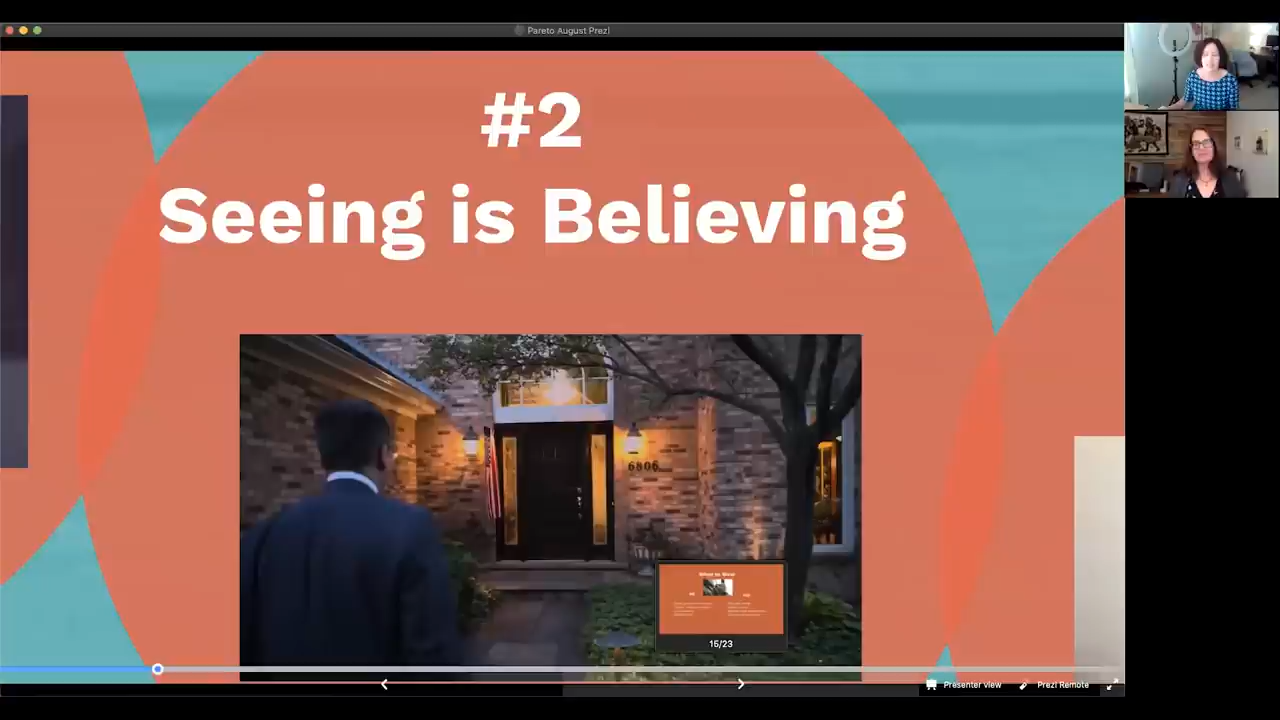 Pareto August Prezi
#2
Seeing is Believing
6806
15/23
Presenter view
Prezi Remote